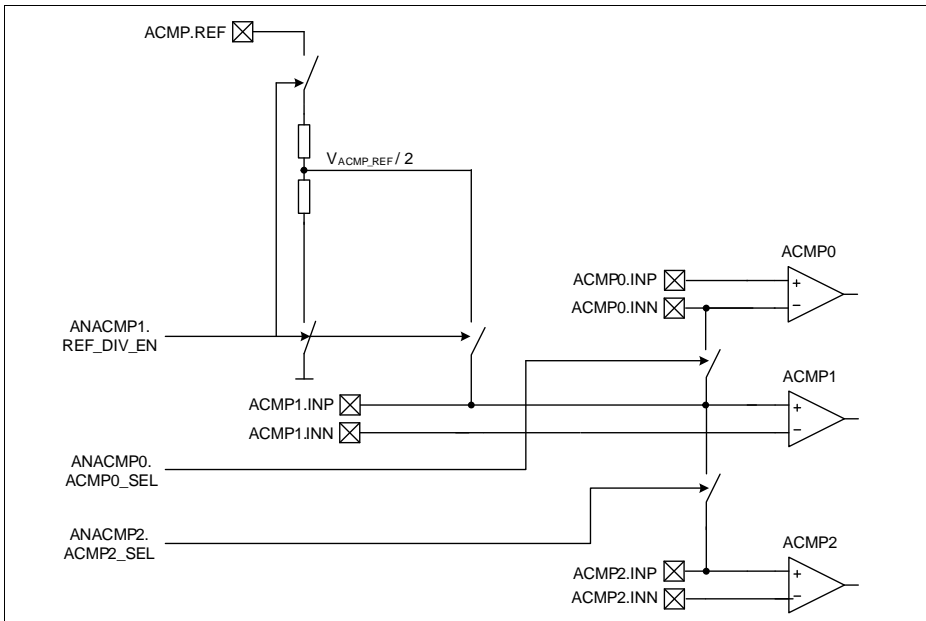 ACMP.REF
V_ACMP_REF / 2
ACMP0
ACMP0.INP
+
ACMP0.INN
−
ANACMP1.
REF_DIV_EN
ACMP1
ACMP1.INP
+
ACMP1.INN
−
ANACMP0.
ACMP0_SEL
ANACMP2.
ACMP2_SEL
ACMP2
ACMP2.INP
+
ACMP2.INN
−